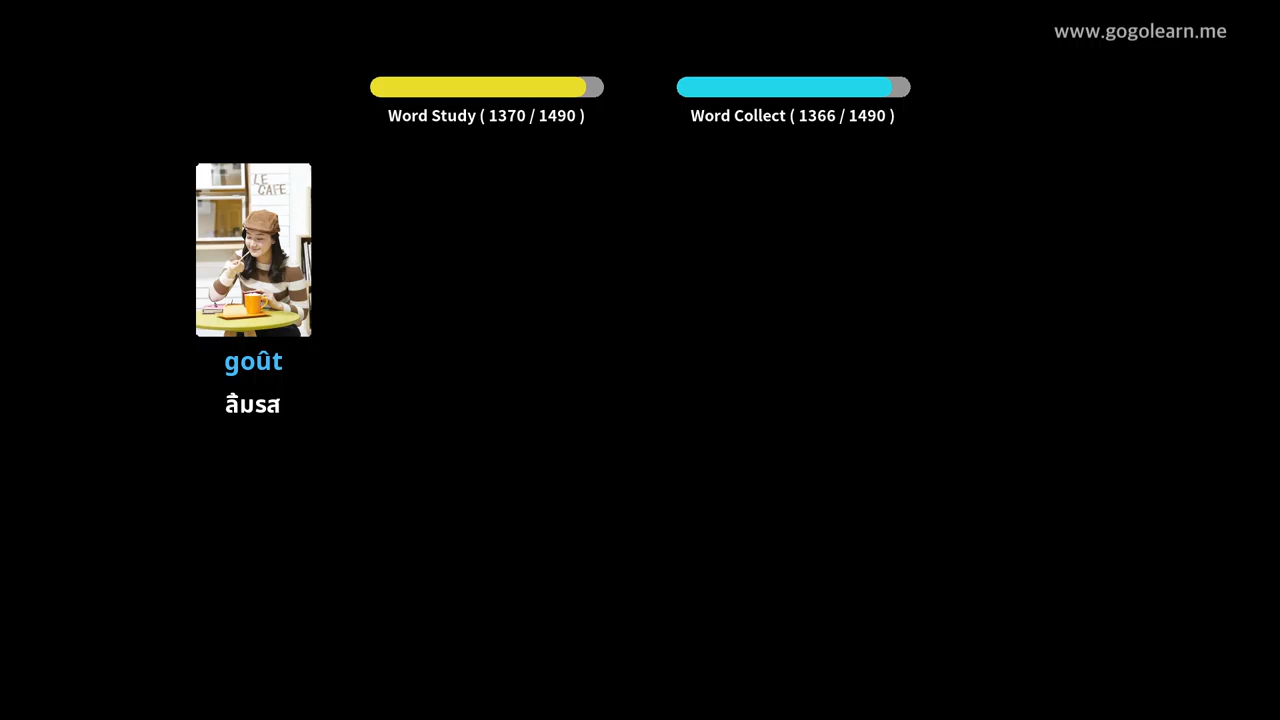 www.gogolearn.me
Word Study ( 1370 / 1490 )
Word Collect ( 1366 / 1490 )
LE
CAFE
goût
ลิ้มรส